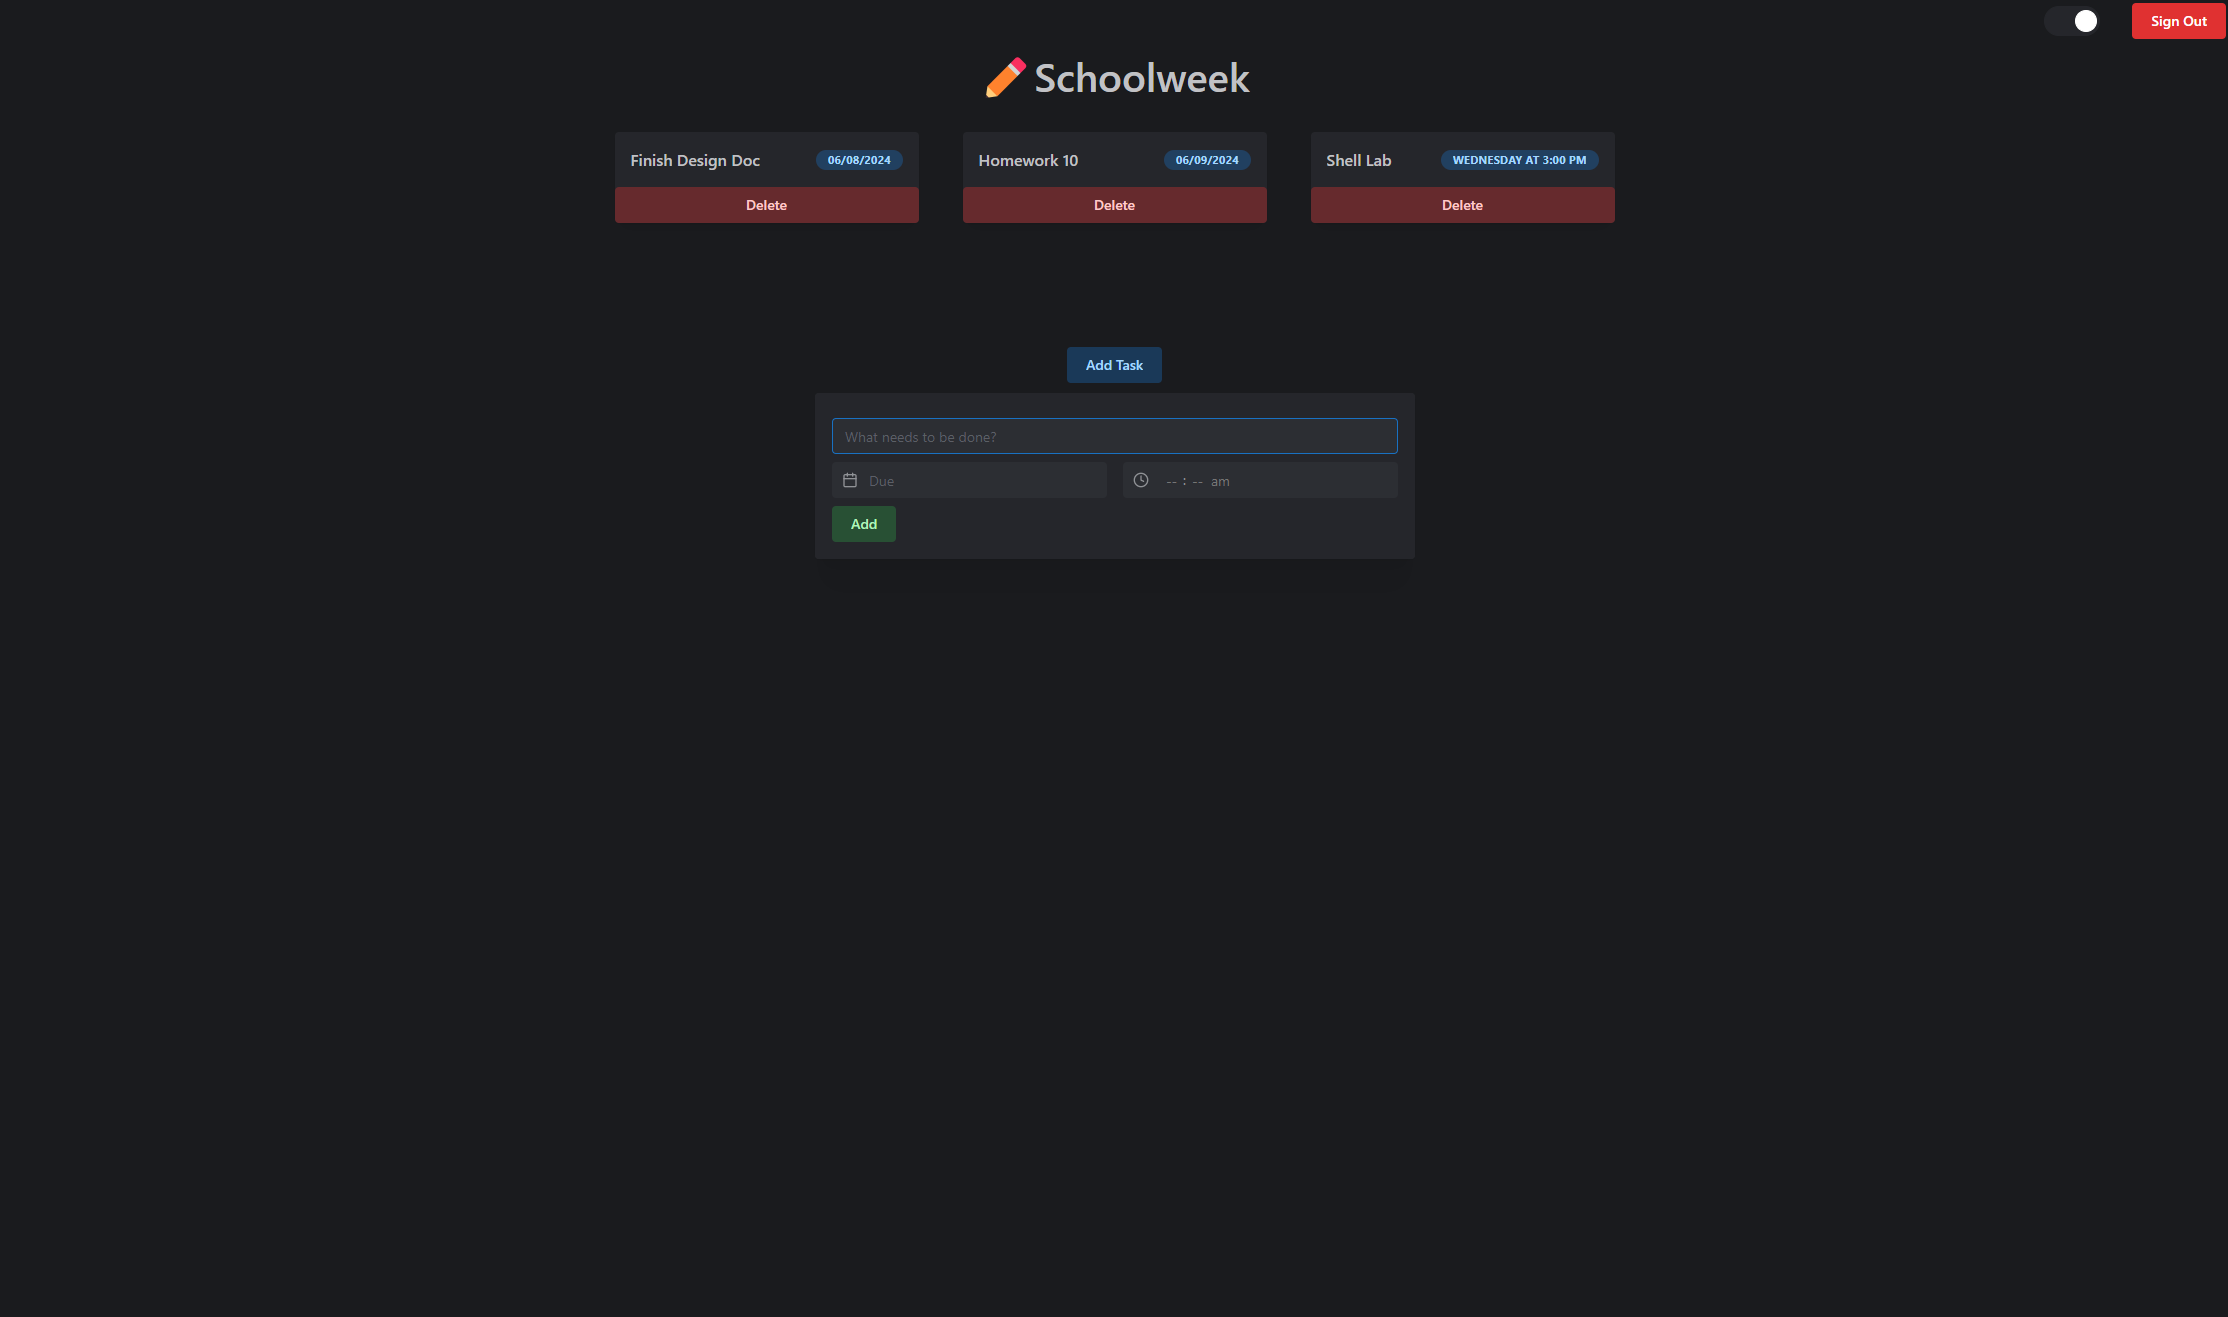 Sign Out
Schoolweek
Finish Design Doc 06/08/2024
Delete
Homework 10 06/09/2024
Delete
Shell Lab WEDNESDAY AT 3:00 PM
Delete
Add Task
What needs to be done?
Due
-- : -- am
Add